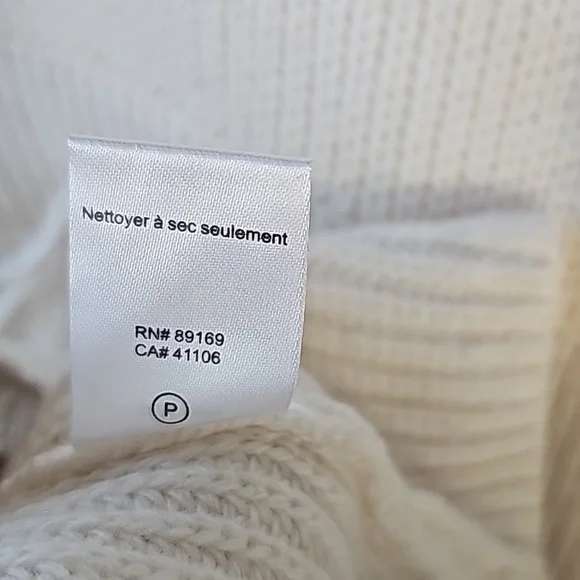 Nettoyer à sec seulement
RN# 89169
CA# 41106
P